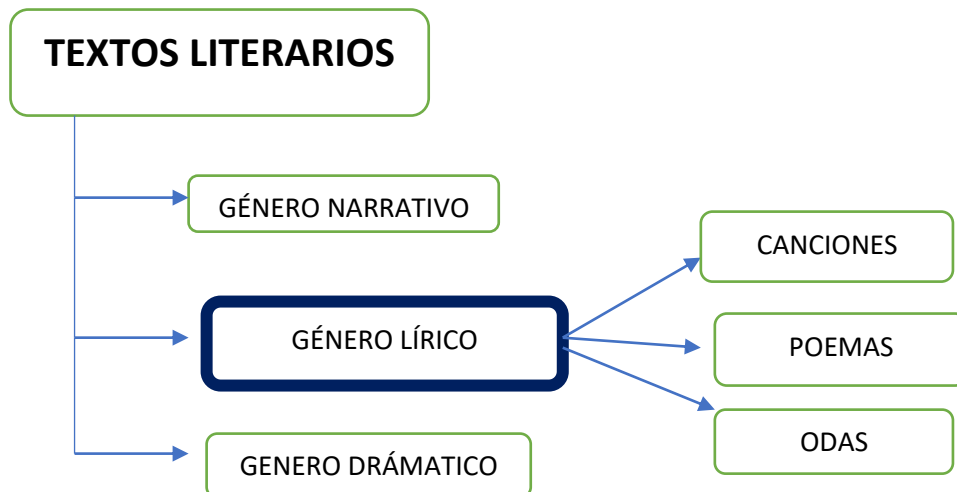 TEXTOS LITERARIOS
GÉNERO NARRATIVO
CANCIONES
GÉNERO LÍRICO
POEMAS
ODAS
GENERO DRÁMATICO